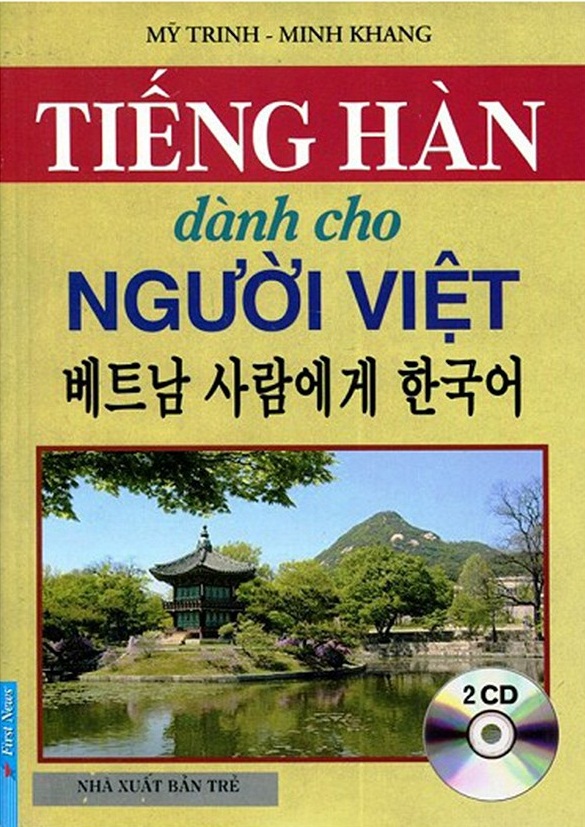 MỸ TRINH - MINH KHANG
TIẾNG HÀN
dành cho
NGƯỜI VIỆT
베트남 사람에게 한국어
2 CD
First News
NHÀ XUẤT BẢN TRẺ